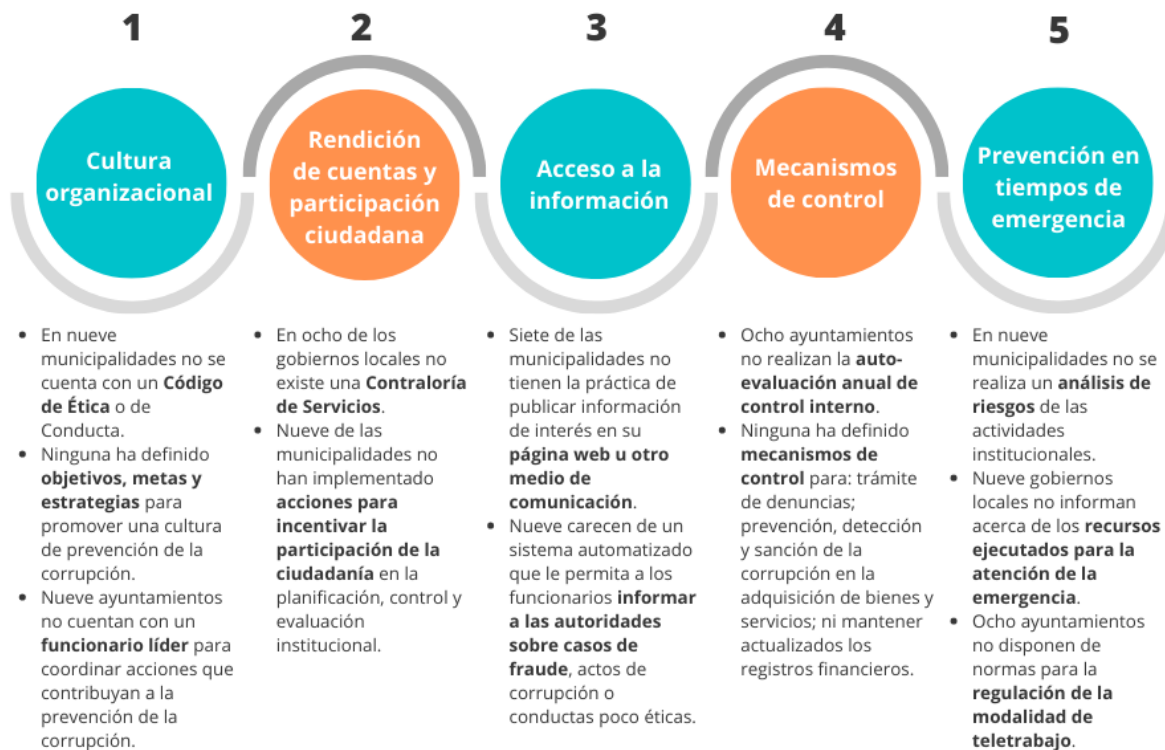 1
Cultura
organizacional
• En nueve
municipalidades no se
cuenta con un Código
de Ética o de
Conducta.
• Ninguna ha definido
objetivos, metas y
estrategias para
promover una cultura
de prevención de la
corrupción.
• Nueve ayuntamientos
no cuentan con un
funcionario líder para
coordinar acciones que
contribuyan a la
prevención de la
corrupción.
2
Rendición
de cuentas y
participación
ciudadana
• En ocho de los
gobiernos locales no
existe una Contraloría
de Servicios.
• Nueve de las
municipalidades no
han implementado
acciones para
incentivar la
participación de la
ciudadanía en la
planificación, control y
evaluación
institucional.
3
Acceso a la
información
• Siete de las
municipalidades no
tienen la práctica de
publicar información
de interés en su
página web u otro
medio de
comunicación.
• Nueve carecen de un
sistema automatizado
que le permita a los
funcionarios informar
a las autoridades
sobre casos de
fraude, actos de
corrupción o
conductas poco éticas.
4
Mecanismos
de control
• Ocho ayuntamientos
no realizan la auto-
evaluación anual de
control interno.
• Ninguna ha definido
mecanismos de
control para: trámite
de denuncias;
prevención, detección
y sanción de la
corrupción en la
adquisición de bienes y
servicios; ni mantener
actualizados los
registros financieros.
5
Prevención en
tiempos de
emergencia
• En nueve
municipalidades no se
realiza un análisis de
riesgos de las
actividades
institucionales.
• Nueve gobiernos
locales no informan
acerca de los recursos
ejecutados para la
atención de la
emergencia.
• Ocho ayuntamientos
no disponen de
normas para la
regulación de la
modalidad de
teletrabajo.